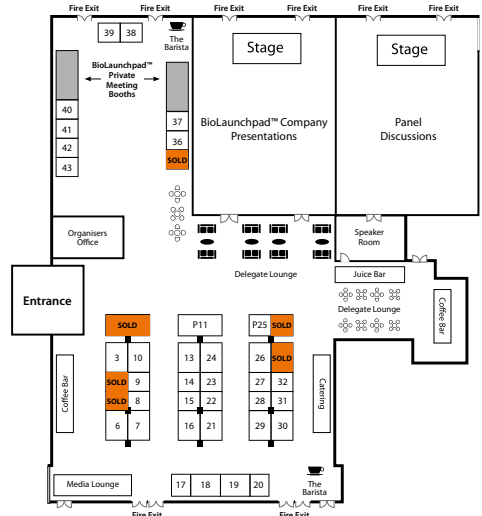 Fire Exit
Fire Exit
Fire Exit
Fire Exit
Fire Exit
Fire Exit
39 38
The
Barista
BioLaunchpad™
Private
Meeting
Booths
Stage
Stage
40
41
42
43
37
36
SOLD
BioLaunchpad™ Company
Presentations
Panel
Discussions
Organisers
Office
Speaker
Room
Delegate Lounge
Juice Bar
Delegate Lounge
Coffee Bar
Entrance
SOLD
P11
P25 SOLD
3 10
SOLD 9
SOLD 8
6 7
13 24
14 23
15 22
16 21
26 SOLD
27 32
28 31
29 30
Coffee Bar
Catering
Media Lounge
17 18 19 20
The
Barista
Fire Exit
Fire Exit